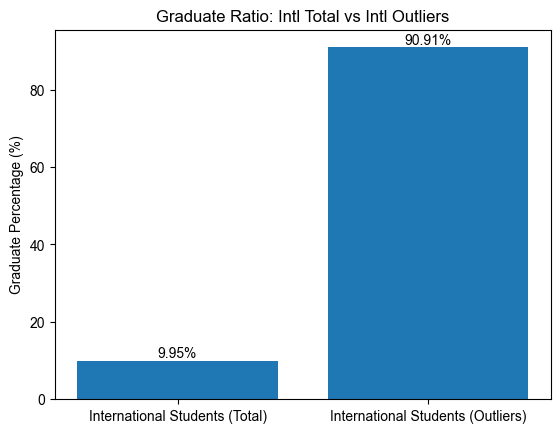 Graduate Ratio: Intl Total vs Intl Outliers
90.91%
80
60
40
20
0
Graduate Percentage (%)
9.95%
International Students (Total)
International Students (Outliers)